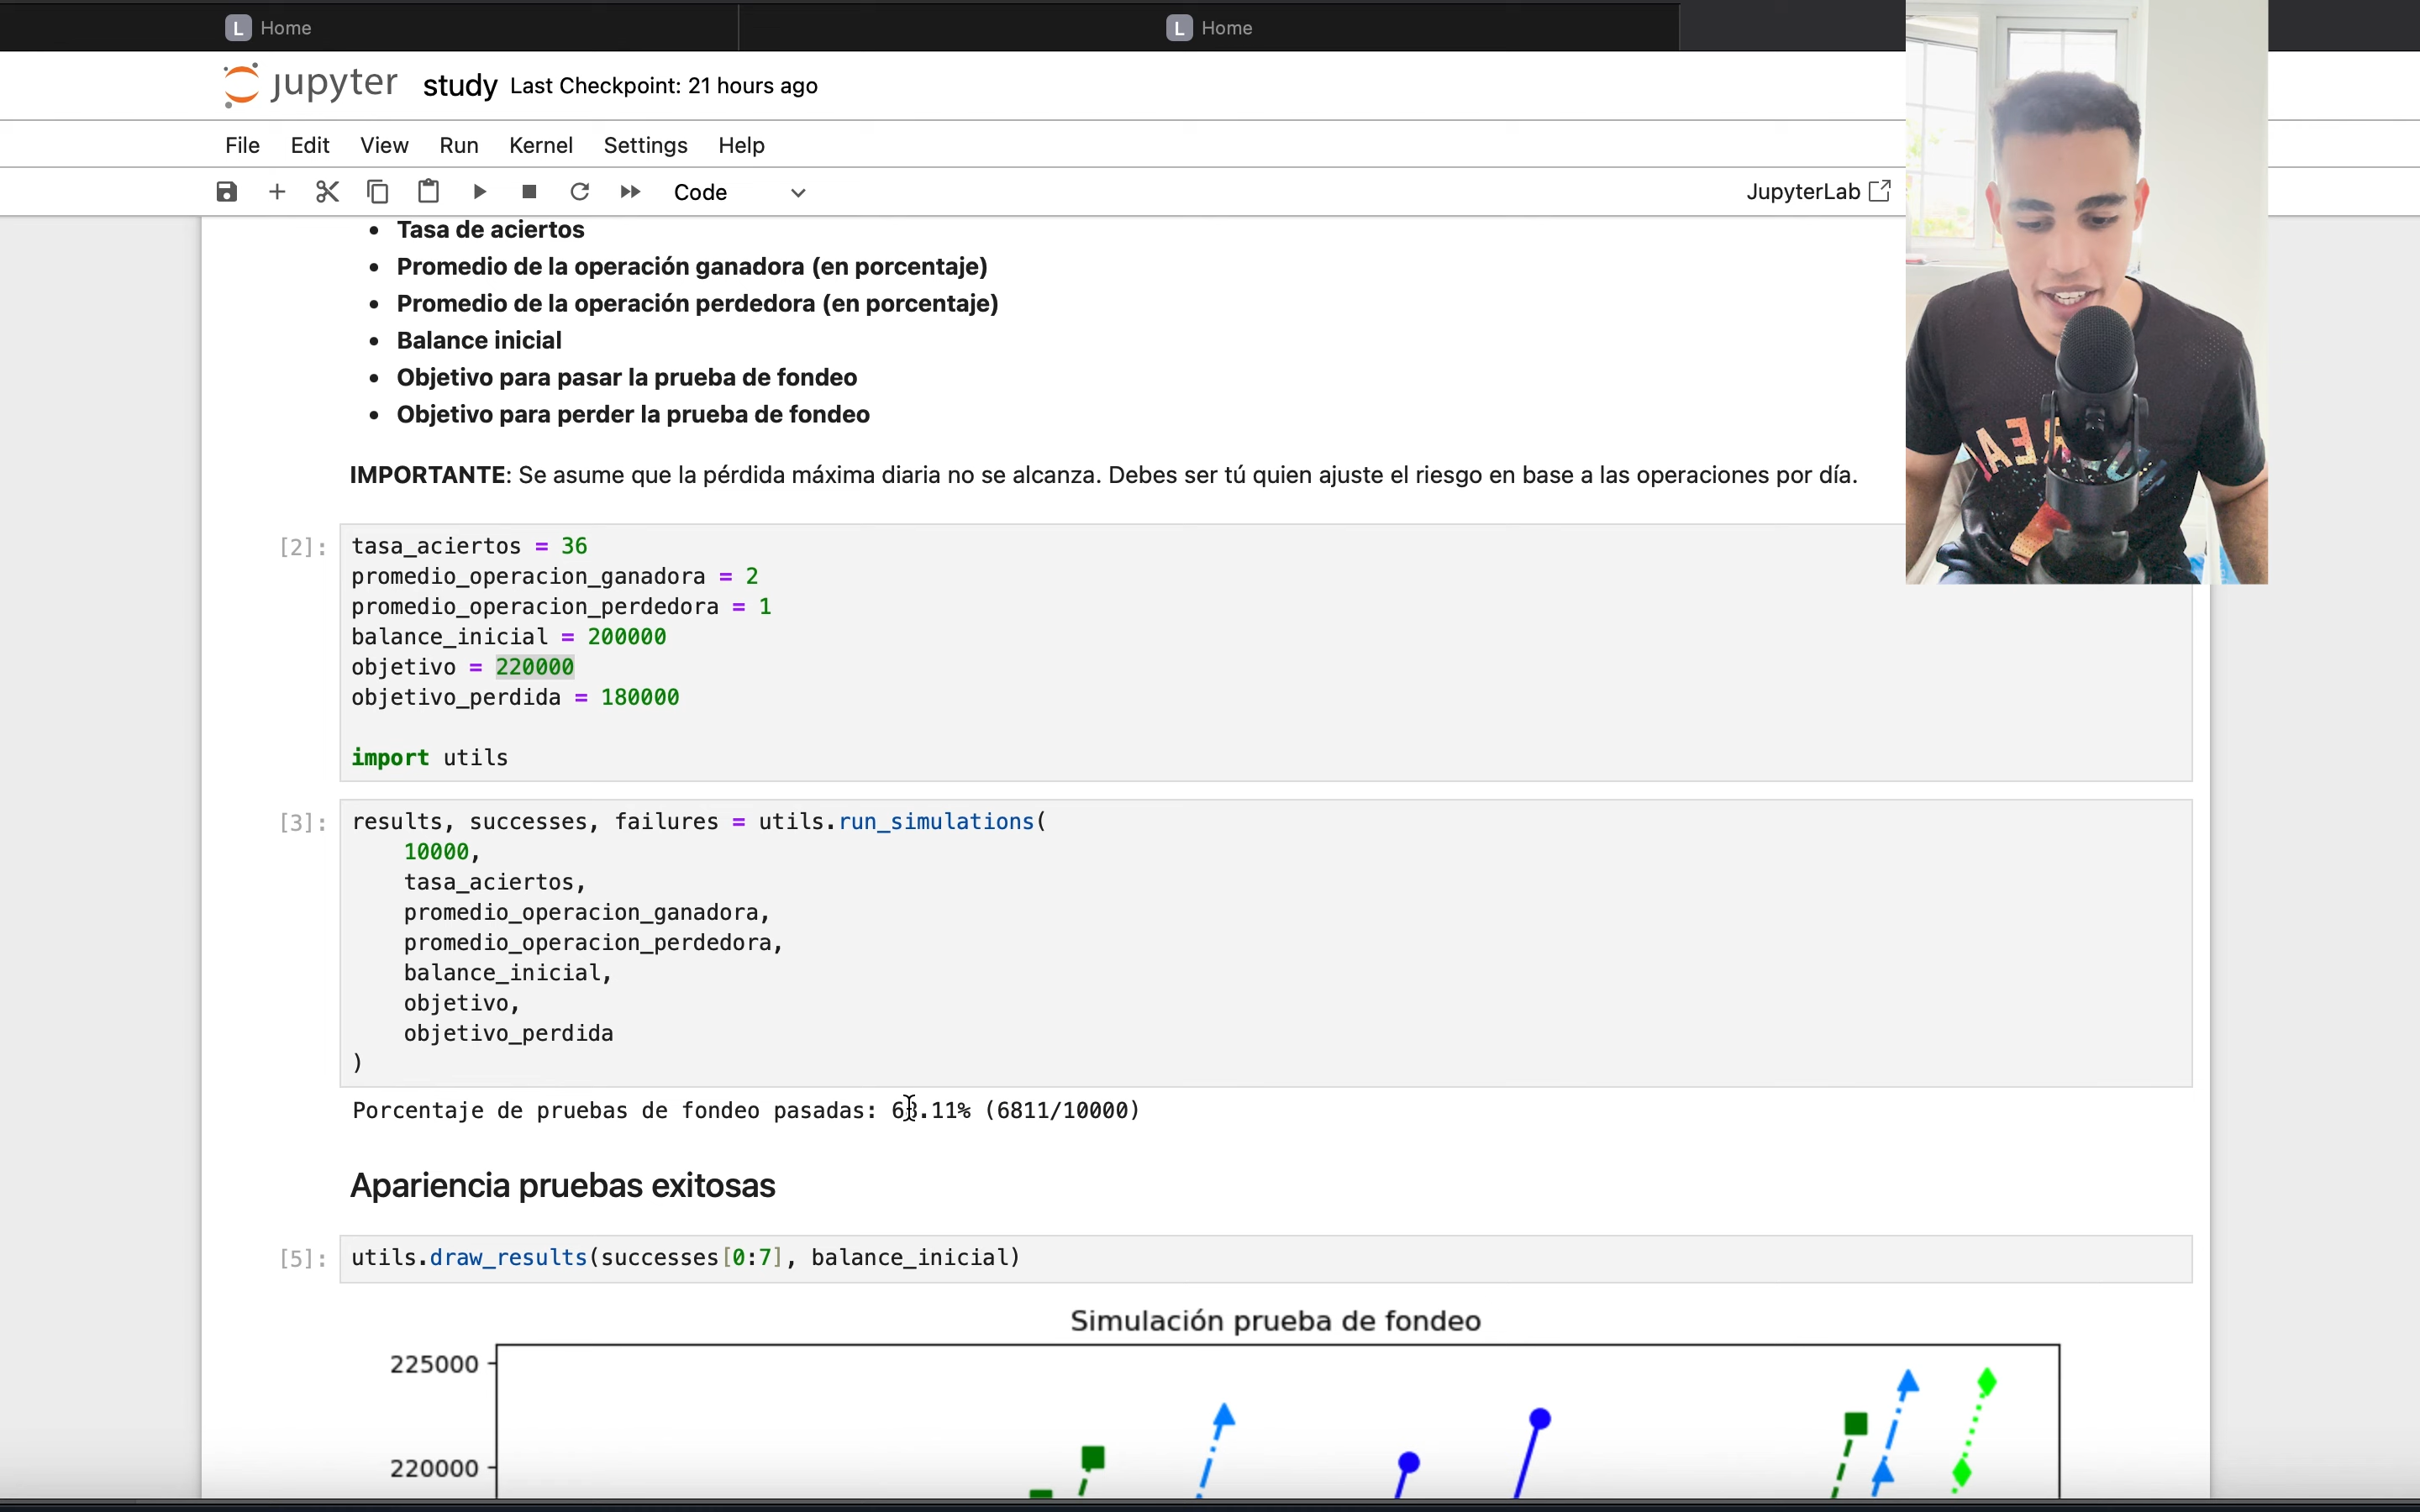 L Home
L Home
jupyter study Last Checkpoint: 21 hours ago
File Edit View Run Kernel Settings Help
Code
JupyterLab
• Tasa de aciertos
• Promedio de la operación ganadora (en porcentaje)
• Promedio de la operación perdedora (en porcentaje)
• Balance inicial
• Objetivo para pasar la prueba de fondeo
• Objetivo para perder la prueba de fondeo
IMPORTANTE: Se asume que la pérdida máxima diaria no se alcanza. Debes ser tú quien ajuste el riesgo en base a las operaciones por día.
[2]:
tasa_aciertos = 36
promedio_operacion_ganadora = 2
promedio_operacion_perdedora = 1
balance_inicial = 200000
objetivo = 220000
objetivo_perdida = 180000
import utils
[3]:
results, successes, failures = utils.run_simulations(
10000,
tasa_aciertos,
promedio_operacion_ganadora,
promedio_operacion_perdedora,
balance_inicial,
objetivo,
objetivo_perdida
)
Porcentaje de pruebas de fondeo pasadas: 68.11% (6811/10000)
Apariencia pruebas exitosas
[5]:
utils.draw_results(successes[0:7], balance_inicial)
Simulación prueba de fondeo
225000
220000